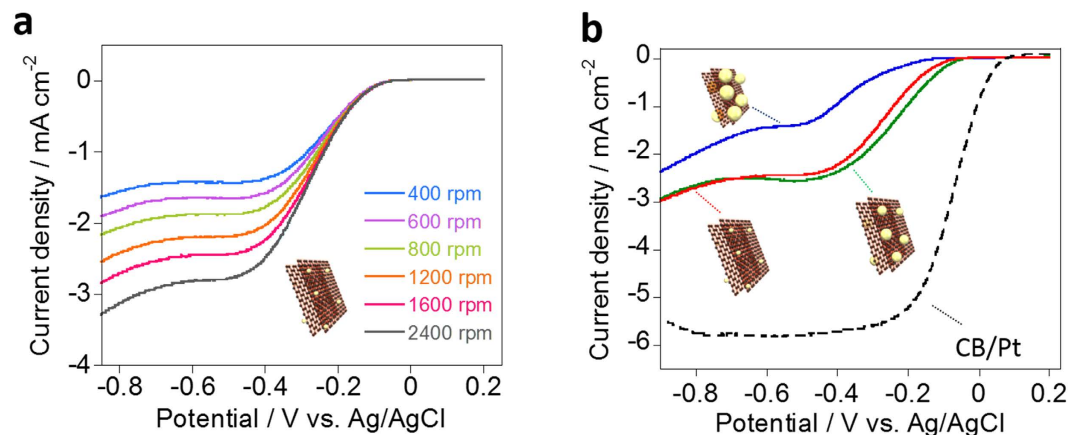 a
0
-1
-2
-3
-4
Current density / mA cm⁻²
400 rpm
600 rpm
800 rpm
1200 rpm
1600 rpm
2400 rpm
-0.8 -0.6 -0.4 -0.2 0 0.2
Potential / V vs. Ag/AgCl
b
0
-1
-2
-3
-4
-5
-6
Current density / mA cm⁻²
CB/Pt
-0.8 -0.6 -0.4 -0.2 0 0.2
Potential / V vs. Ag/AgCl